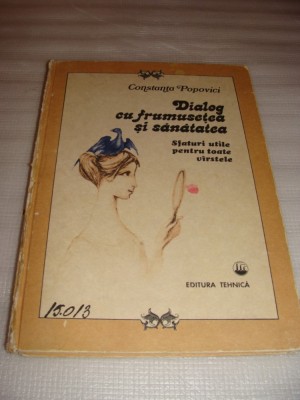 Constanța Popovici
Dialog
cu frumusețea
și sănătatea
Sfaturi utile
pentru toate
vîrstele
EDITURA TEHNICĂ
15.013